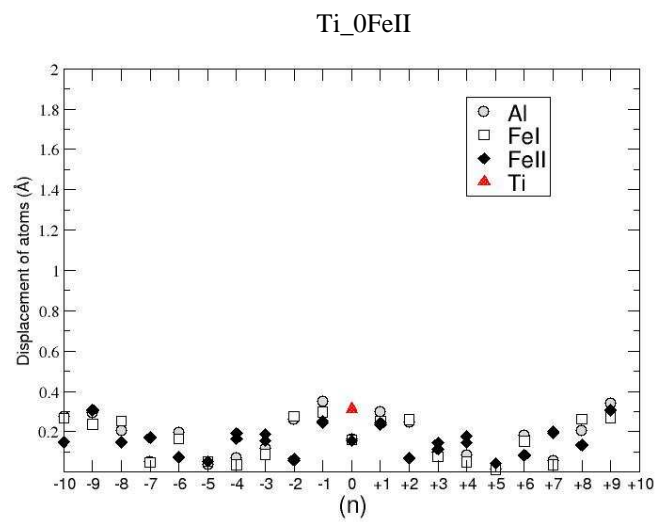 Ti_0FeII
2
1.8
1.6
1.4
1.2
1
0.8
0.6
0.4
0.2
Displacement of atoms (Å)
Al
FeI
FeII
Ti
-10 -9 -8 -7 -6 -5 -4 -3 -2 -1 0 +1 +2 +3 +4 +5 +6 +7 +8 +9 +10
(n)